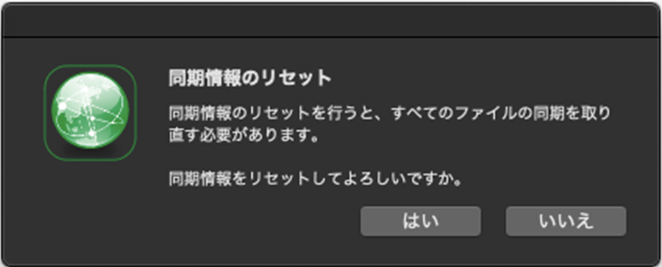 同期情報のリセット
同期情報のリセットを行うと、すべてのファイルの同期を取り
直す必要があります。
同期情報をリセットしてよろしいですか。
はい
いいえ